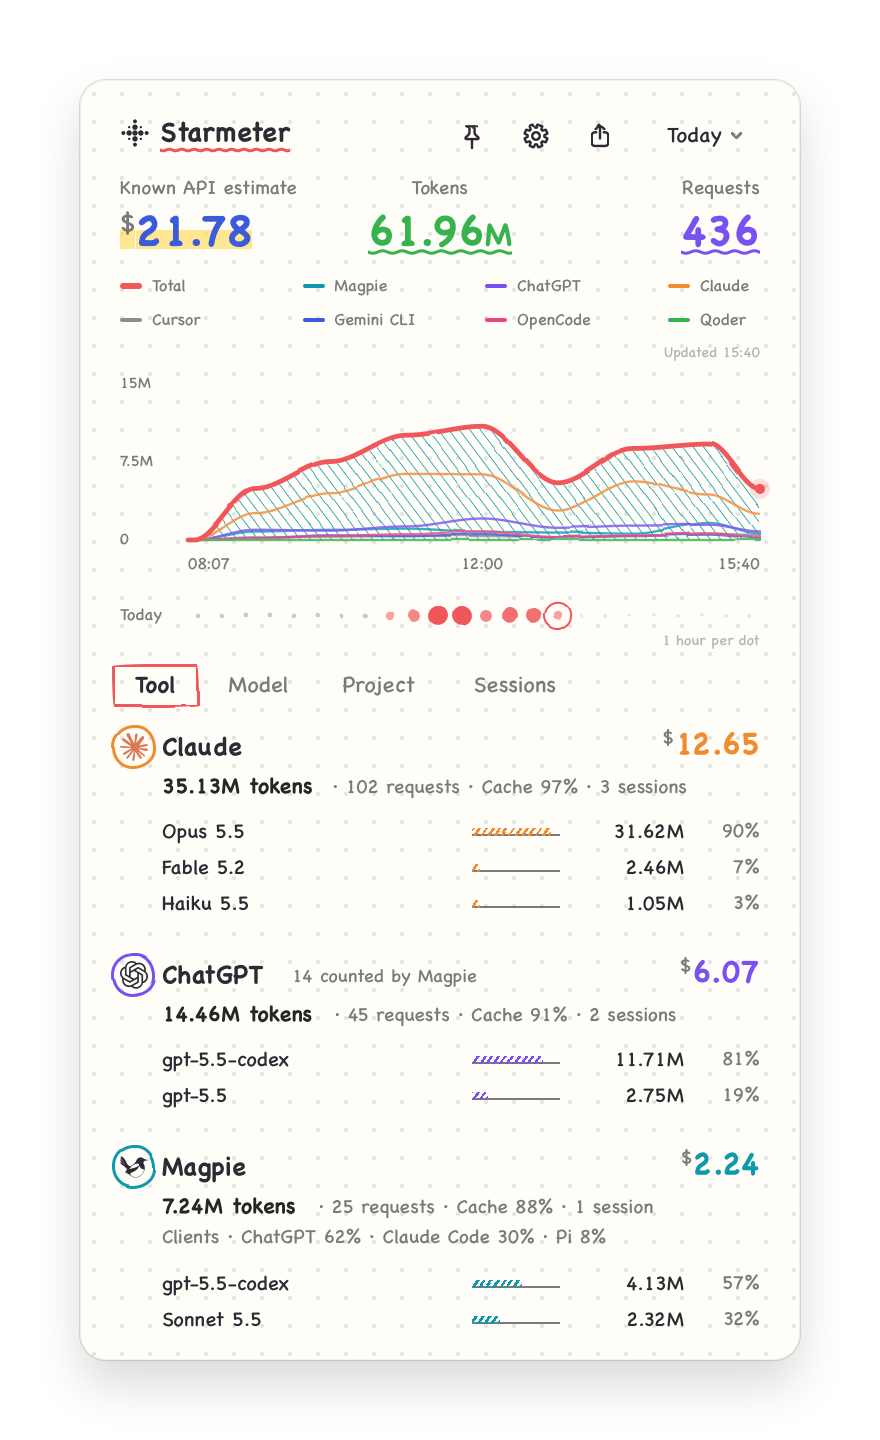 Starmeter
Today
Known API estimate Tokens Requests
$21.78 61.96M 436
Total Magpie ChatGPT Claude
Cursor Gemini CLI OpenCode Qoder
Updated 15:40
15M
7.5M
0
08:07 12:00 15:40
Today
1 hour per dot
Tool Model Project Sessions
Claude $12.65
35.13M tokens · 102 requests · Cache 97% · 3 sessions
Opus 5.5 31.62M 90%
Fable 5.2 2.46M 7%
Haiku 5.5 1.05M 3%
ChatGPT 14 counted by Magpie $6.07
14.46M tokens · 45 requests · Cache 91% · 2 sessions
gpt-5.5-codex 11.71M 81%
gpt-5.5 2.75M 19%
Magpie $2.24
7.24M tokens · 25 requests · Cache 88% · 1 session
Clients · ChatGPT 62% · Claude Code 30% · Pi 8%
gpt-5.5-codex 4.13M 57%
Sonnet 5.5 2.32M 32%